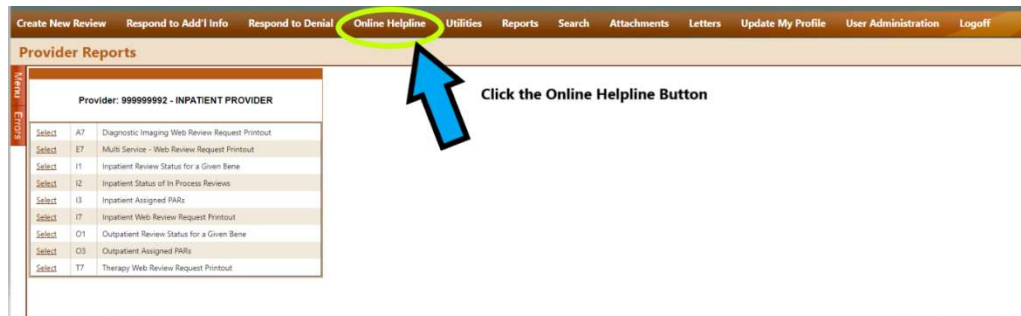 Create New Review Respond to Add'l Info Respond to Denial Online Helpline Utilities Reports Search Attachments Letters Update My Profile User Administration Logoff
Provider Reports
Menu
Errors
Provider: 999999992 - INPATIENT PROVIDER
Click the Online Helpline Button
Select A7 Diagnostic Imaging Web Review Request Printout
Select E7 Multi Service - Web Review Request Printout
Select I1 Inpatient Review Status for a Given Bene
Select I2 Inpatient Status of In Process Reviews
Select I3 Inpatient Assigned PARs
Select I7 Inpatient Web Review Request Printout
Select O1 Outpatient Review Status for a Given Bene
Select O3 Outpatient Assigned PARs
Select T7 Therapy Web Review Request Printout